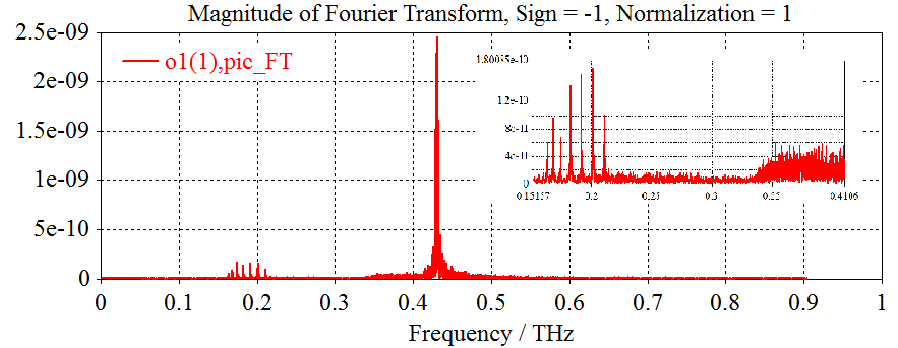 Magnitude of Fourier Transform, Sign = -1, Normalization = 1
2.5e-09
o1(1),pic_FT
2e-09
1.5e-09
1e-09
5e-10
0
1.80035e-10
1.2e-10
8e-11
4e-11
0
0.15197 0.2 0.25 0.3 0.35 0.4106
0 0.1 0.2 0.3 0.4 0.5 0.6 0.7 0.8 0.9 1
Frequency / THz